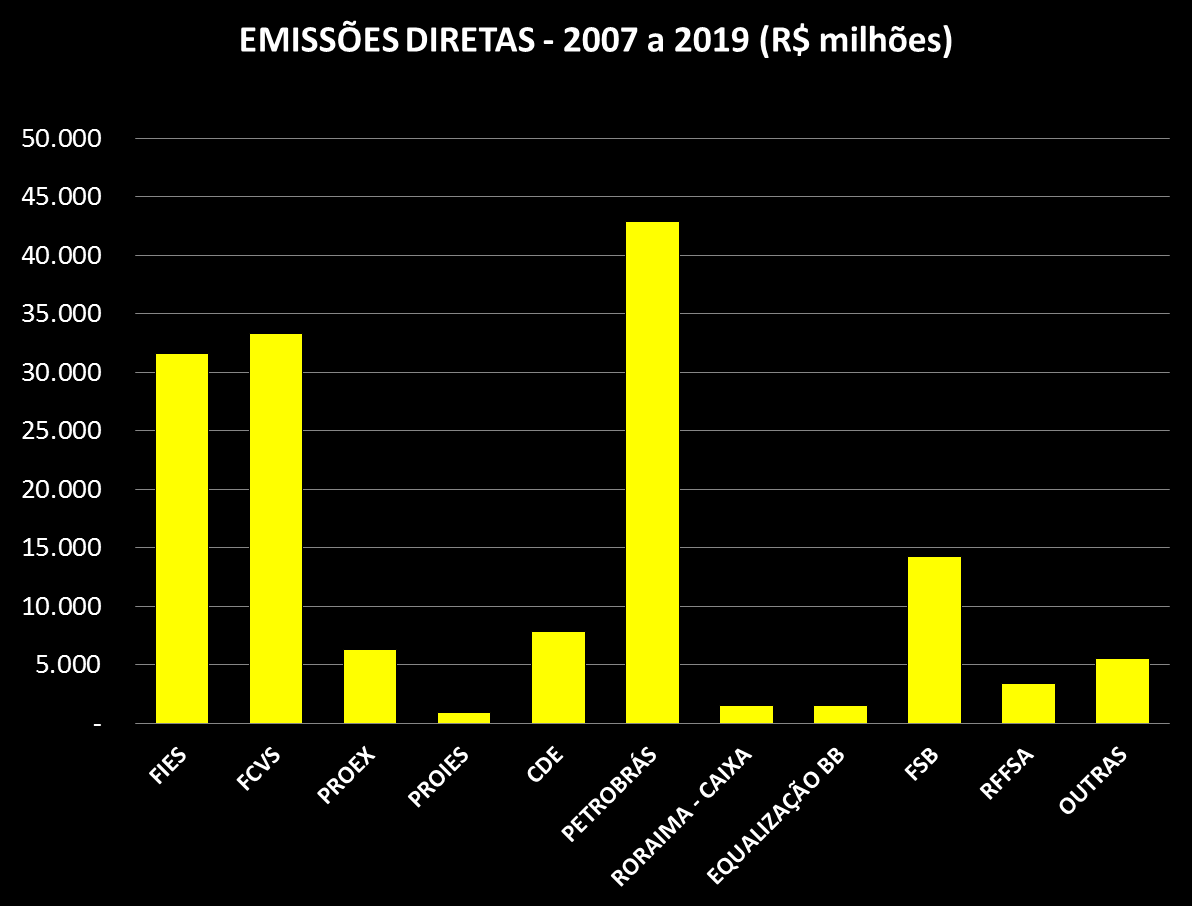 EMISSÕES DIRETAS - 2007 a 2019 (R$ milhões)
50.000
45.000
40.000
35.000
30.000
25.000
20.000
15.000
10.000
5.000
-
FIES
FCVS
PROEX
PROIES
CDE
PETROBRÁS
RORAIMA - CAIXA
EQUALIZAÇÃO BB
FSB
RFFSA
OUTRAS